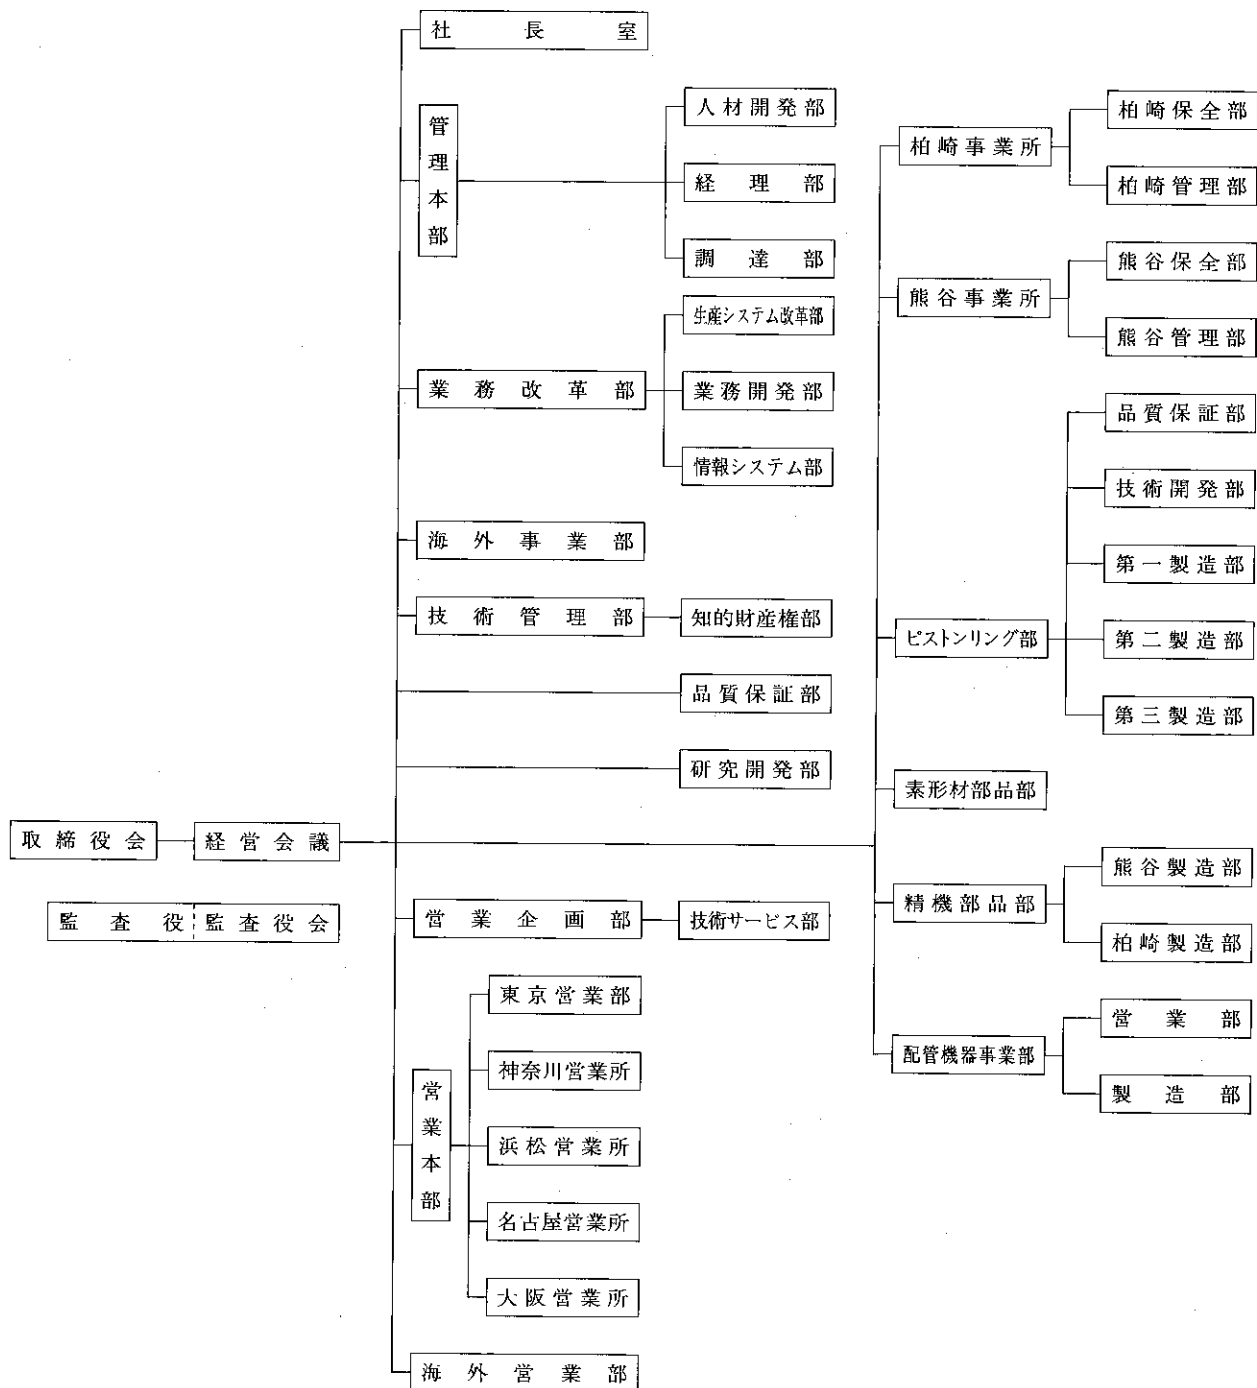 社長室
管理本部
人材開発部
経理部
調達部
業務改革部
生産システム改革部
業務開発部
情報システム部
海外事業部
技術管理部
知的財産権部
品質保証部
研究開発部
取締役会
経営会議
監査役
監査役会
営業企画部
技術サービス部
営業本部
東京営業部
神奈川営業所
浜松営業所
名古屋営業所
大阪営業所
海外営業部
柏崎事業所
柏崎保全部
柏崎管理部
熊谷事業所
熊谷保全部
熊谷管理部
ピストンリング部
品質保証部
技術開発部
第一製造部
第二製造部
第三製造部
素形材部品部
精機部品部
熊谷製造部
柏崎製造部
配管機器事業部
営業部
製造部